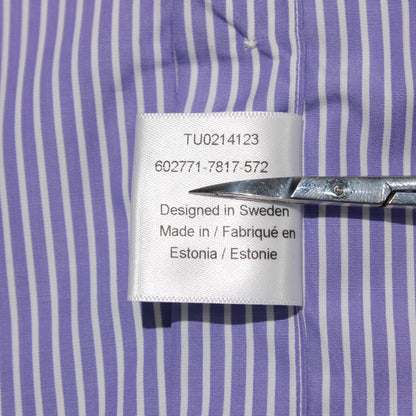 TU0214123
602771-7817-572
Designed in Sweden
Made in / Fabriqué en
Estonia / Estonie